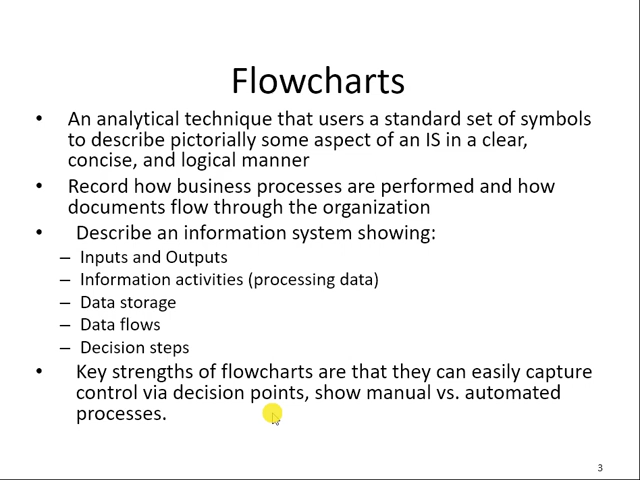 Flowcharts
• An analytical technique that users a standard set of symbols
to describe pictorially some aspect of an IS in a clear,
concise, and logical manner
• Record how business processes are performed and how
documents flow through the organization
• Describe an information system showing:
– Inputs and Outputs
– Information activities (processing data)
– Data storage
– Data flows
– Decision steps
• Key strengths of flowcharts are that they can easily capture
control via decision points, show manual vs. automated
processes.
3